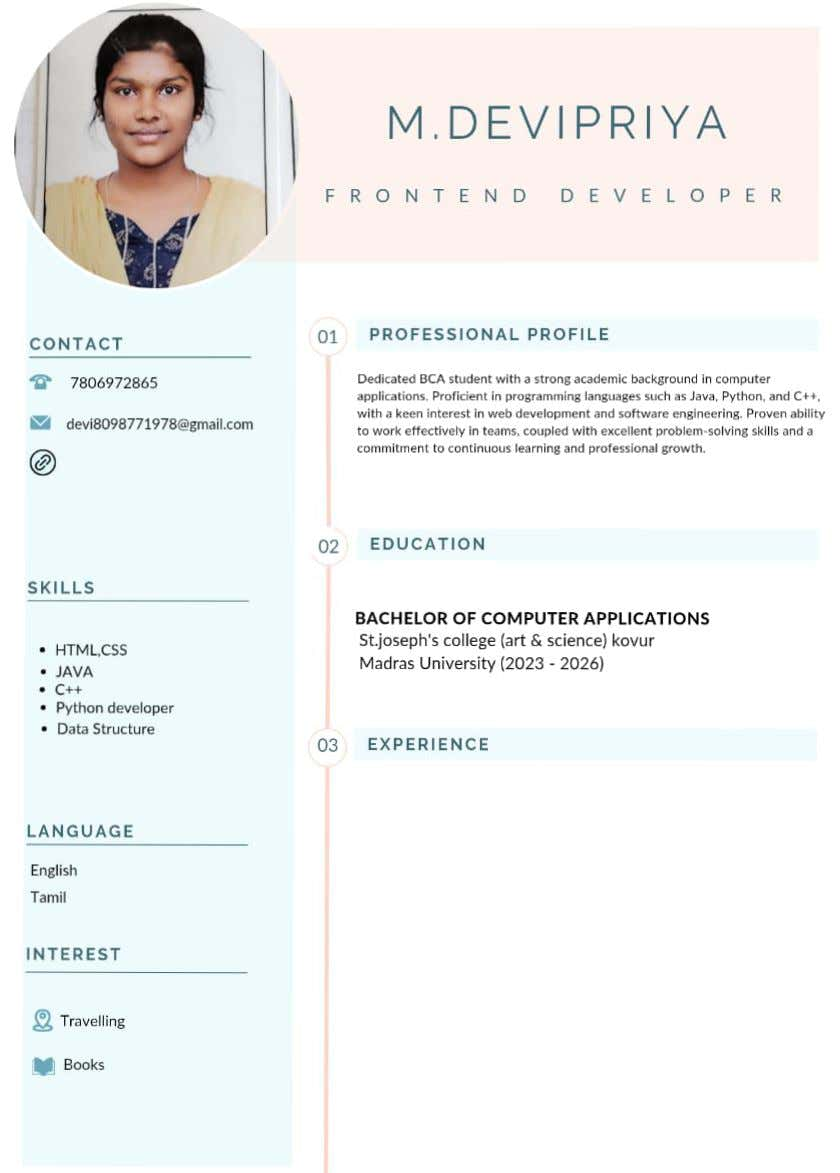 M.DEVIPRIYA
FRONTEND DEVELOPER
CONTACT
7806972865
devi8098771978@gmail.com
SKILLS
HTML,CSS
JAVA
C++
Python developer
Data Structure
LANGUAGE
English
Tamil
INTEREST
Travelling
Books
01 PROFESSIONAL PROFILE
Dedicated BCA student with a strong academic background in computer
applications. Proficient in programming languages such as Java, Python, and C++,
with a keen interest in web development and software engineering. Proven ability
to work effectively in teams, coupled with excellent problem-solving skills and a
commitment to continuous learning and professional growth.
02 EDUCATION
BACHELOR OF COMPUTER APPLICATIONS
St.joseph's college (art & science) kovur
Madras University (2023 - 2026)
03 EXPERIENCE